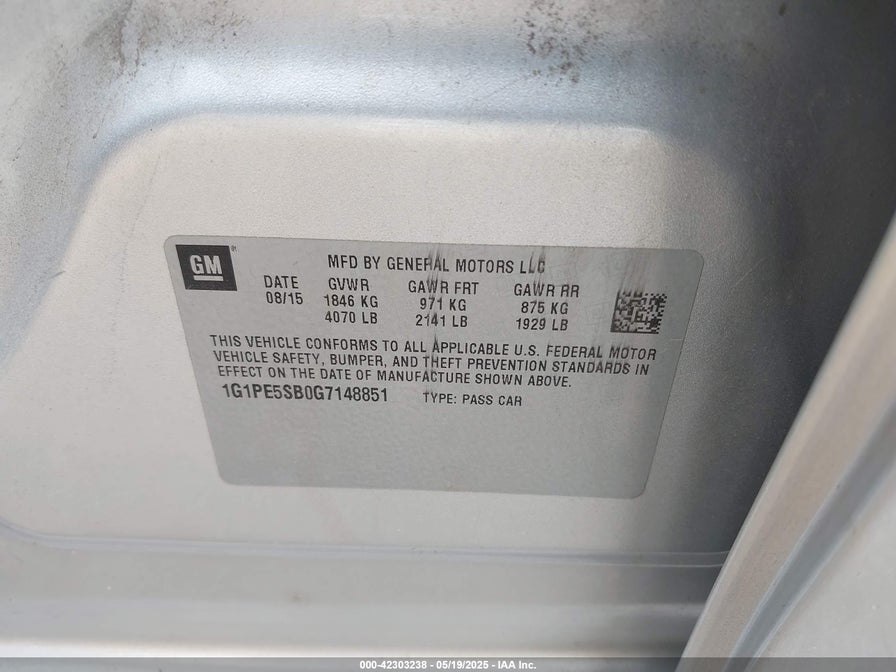 GM
MFD BY GENERAL MOTORS LLC
DATE GVWR GAWR FRT GAWR RR
08/15 1846 KG 971 KG 875 KG
4070 LB 2141 LB 1929 LB
THIS VEHICLE CONFORMS TO ALL APPLICABLE U.S. FEDERAL MOTOR
VEHICLE SAFETY, BUMPER, AND THEFT PREVENTION STANDARDS IN
EFFECT ON THE DATE OF MANUFACTURE SHOWN ABOVE.
1G1PE5SB0G7148851 TYPE: PASS CAR
000-42303238 - 05/19/2025 - IAA Inc.